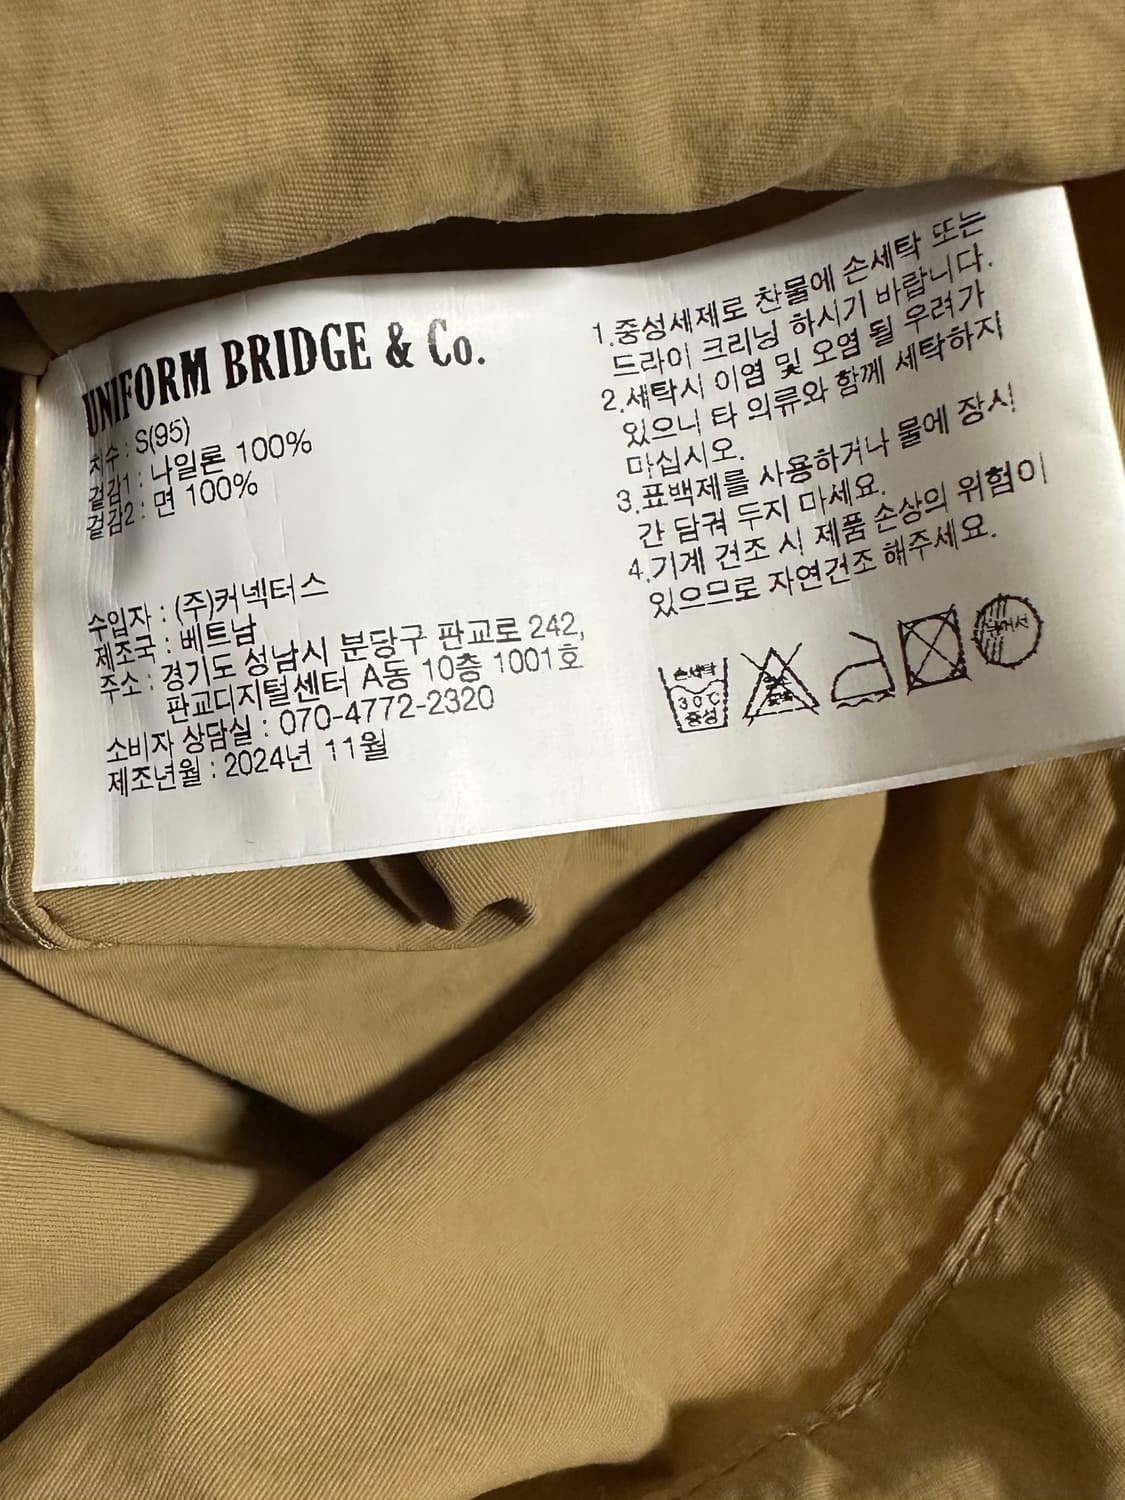 UNIFORM BRIDGE & Co.
치수 : S(95)
겉감1 : 나일론 100%
겉감2 : 면 100%
수입자 : (주)커넥터스
제조국 : 베트남
주소 : 경기도 성남시 분당구 판교로 242,
판교디지털센터 A동 10층 1001호
소비자 상담실 : 070-4772-2320
제조년월 : 2024년 11월
1.중성세제로 찬물에 손세탁 또는
드라이 크리닝 하시기 바랍니다.
2.세탁시 이염 및 오염 될 우려가
있으니 타 의류와 함께 세탁하지
마십시오.
3.표백제를 사용하거나 물에 장시
간 담궈 두지 마세요.
4.기계 건조 시 제품 손상의 위험이
있으므로 자연건조 해주세요.
손세탁
30℃
중성